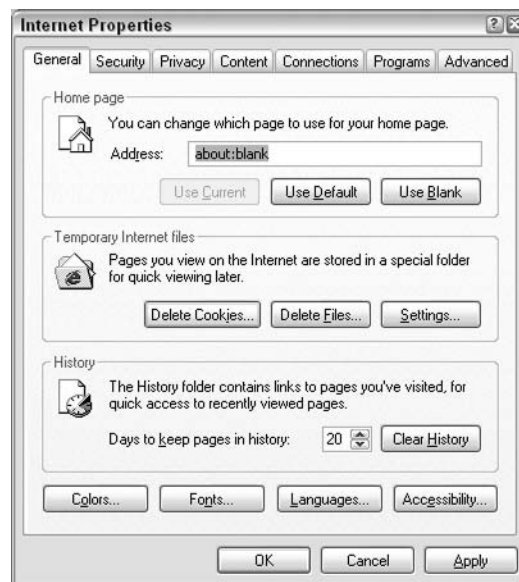 Internet Properties
General Security Privacy Content Connections Programs Advanced
Home page
You can change which page to use for your home page.
Address: about:blank
Use Current Use Default Use Blank
Temporary Internet files
Pages you view on the Internet are stored in a special folder
for quick viewing later.
Delete Cookies... Delete Files... Settings...
History
The History folder contains links to pages you've visited, for
quick access to recently viewed pages.
Days to keep pages in history: 20 Clear History
Colors... Fonts... Languages... Accessibility...
OK Cancel Apply